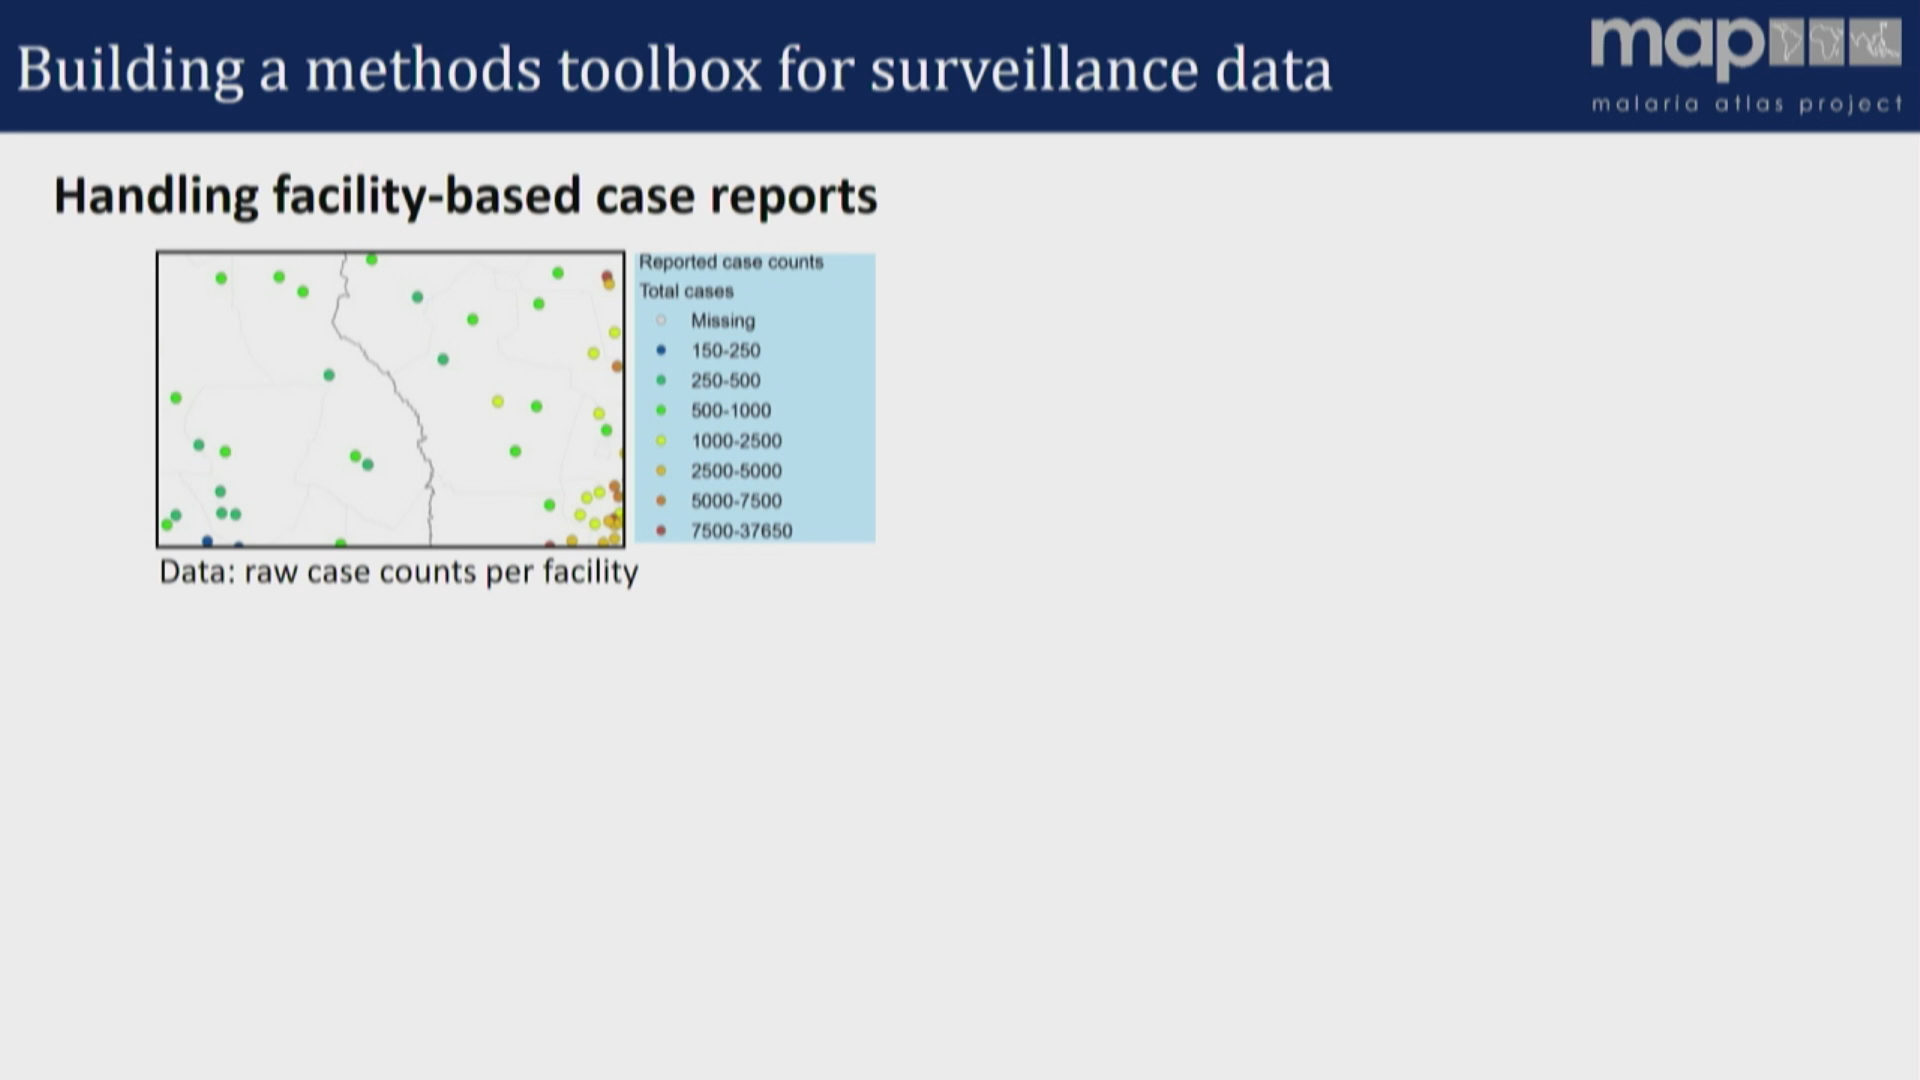 Building a methods toolbox for surveillance data
map
malaria atlas project
Handling facility-based case reports
Reported case counts
Total cases
Missing
150-250
250-500
500-1000
1000-2500
2500-5000
5000-7500
7500-37650
Data: raw case counts per facility